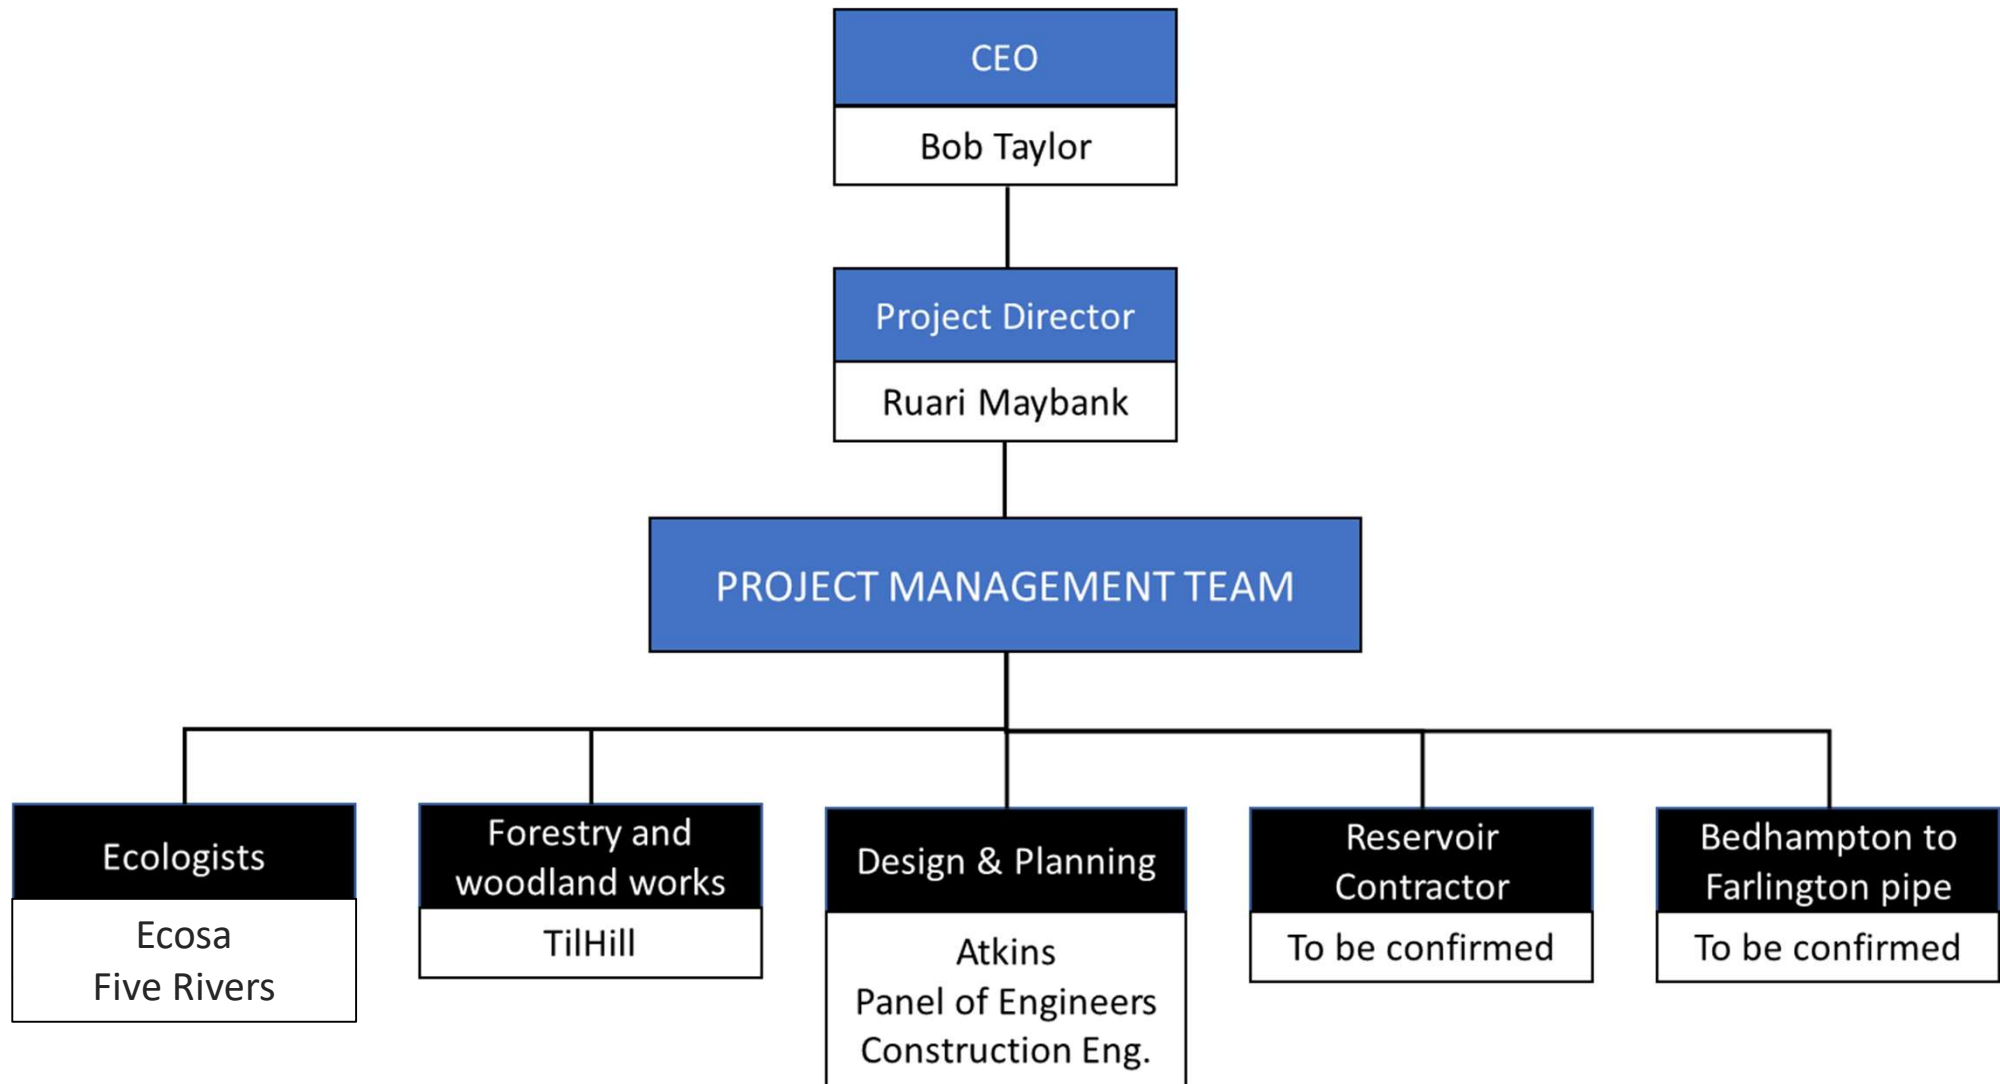 CEO
Bob Taylor
Project Director
Ruari Maybank
PROJECT MANAGEMENT TEAM
Ecologists
Ecosa
Five Rivers
Forestry and
woodland works
TilHill
Design & Planning
Atkins
Panel of Engineers
Construction Eng.
Reservoir
Contractor
To be confirmed
Bedhampton to
Farlington pipe
To be confirmed